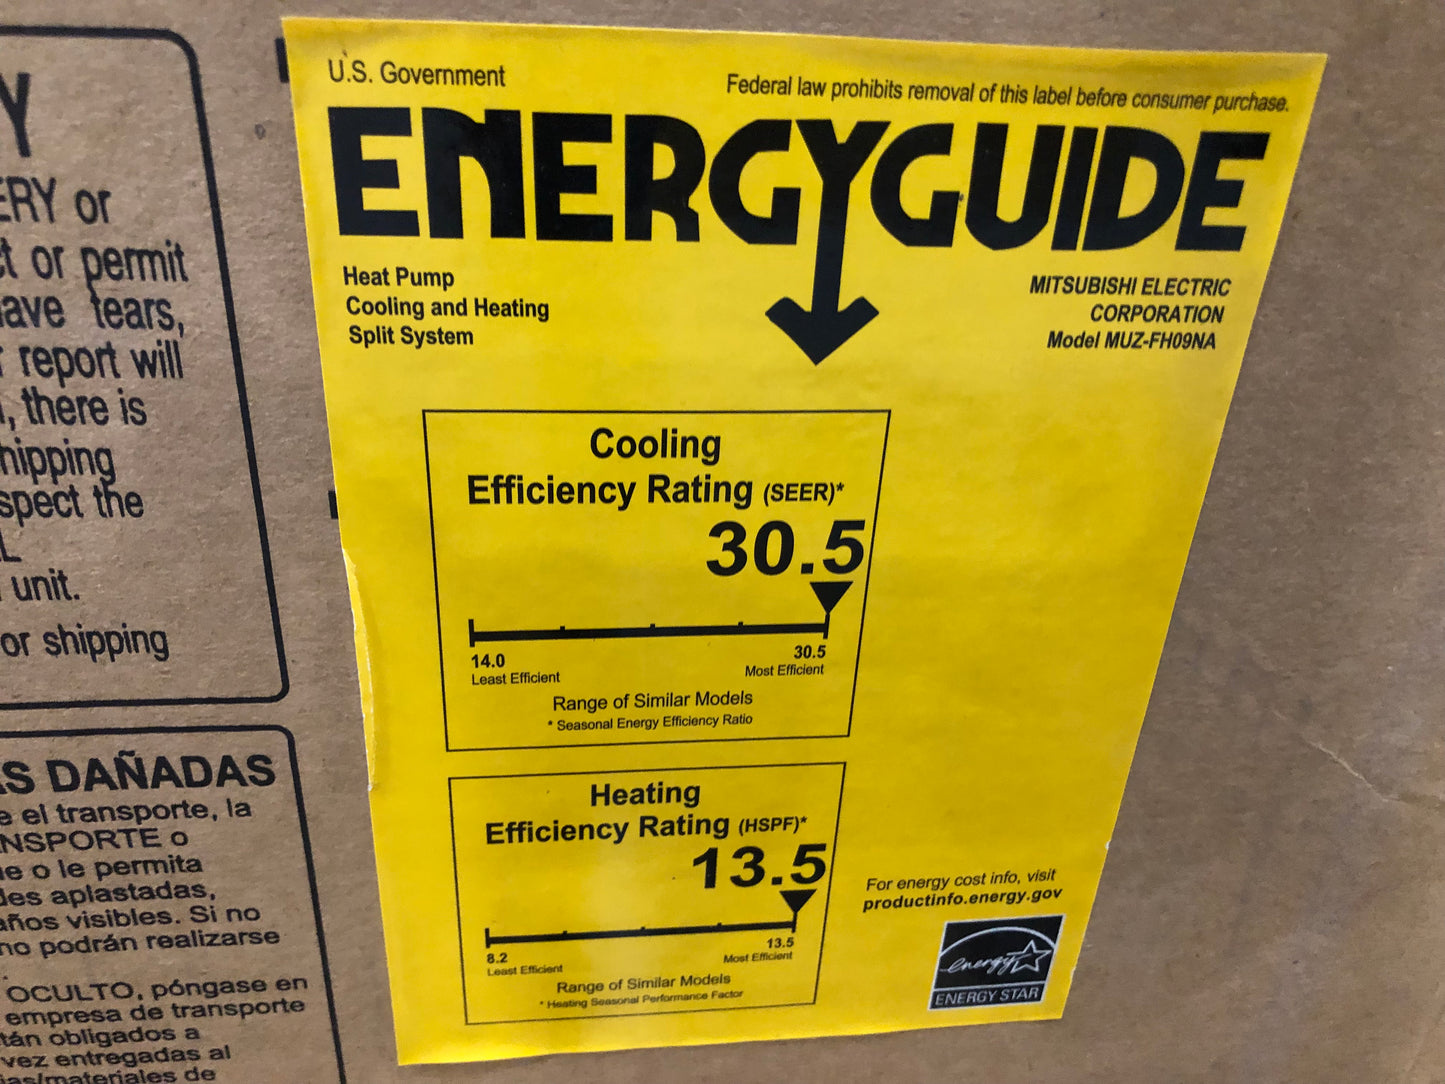 Y
ERY or
ct or permit
have tears,
r report will
, there is
hipping
spect the
L
unit.
or shipping
AS DAÑADAS
e el transporte, la
NSPORTE o
e o le permita
des aplastadas,
años visibles. Si no
no podrán realizarse
OCULTO, póngase en
empresa de transporte
tán obligados a
vez entregadas al
ias/materiales de
U.S. Government
Federal law prohibits removal of this label before consumer purchase.
ENERGYGUIDE
Heat Pump
Cooling and Heating
Split System
MITSUBISHI ELECTRIC
CORPORATION
Model MUZ-FH09NA
Cooling
Efficiency Rating (SEER)*
30.5
14.0
Least Efficient
30.5
Most Efficient
Range of Similar Models
* Seasonal Energy Efficiency Ratio
Heating
Efficiency Rating (HSPF)*
13.5
8.2
Least Efficient
13.5
Most Efficient
Range of Similar Models
* Heating Seasonal Performance Factor
For energy cost info, visit
productinfo.energy.gov
energy
ENERGY STAR